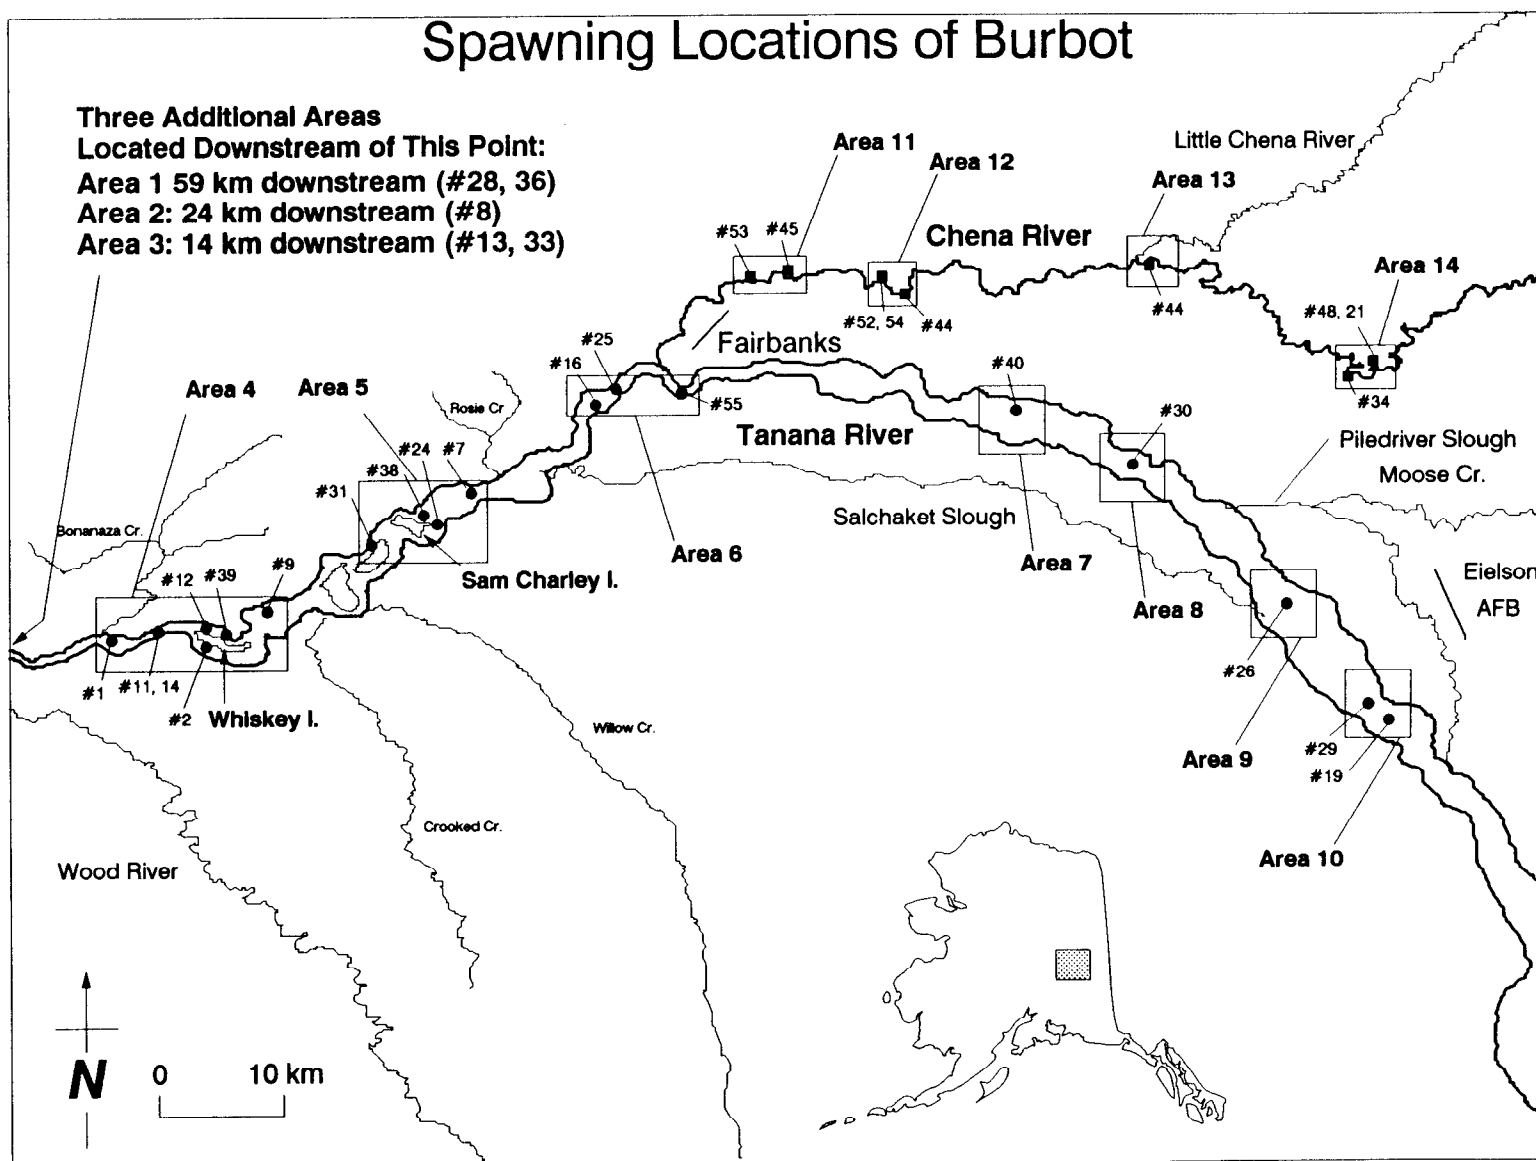 Spawning Locations of Burbot
Three Additional Areas
Located Downstream of This Point:
Area 1 59 km downstream (#28, 36)
Area 2: 24 km downstream (#8)
Area 3: 14 km downstream (#13, 33)
Area 11
Area 12
Little Chena River
Area 13
#53
#45
Chena River
Area 14
#52, 54
#44
#44
#48, 21
#25
Fairbanks
#16
#40
#34
Area 4
Area 5
Rosie Cr
#55
#30
Tanana River
Piledriver Slough
Moose Cr.
#24
#7
#38
#31
Salchaket Slough
Bonanaza Cr.
Area 6
Area 7
Eielson
AFB
#12
#39
#9
Sam Charley I.
Area 8
#1
#11, 14
#2
Whiskey I.
#26
Willow Cr.
Area 9
#29
#19
Crooked Cr.
Area 10
Wood River
N
0
10 km